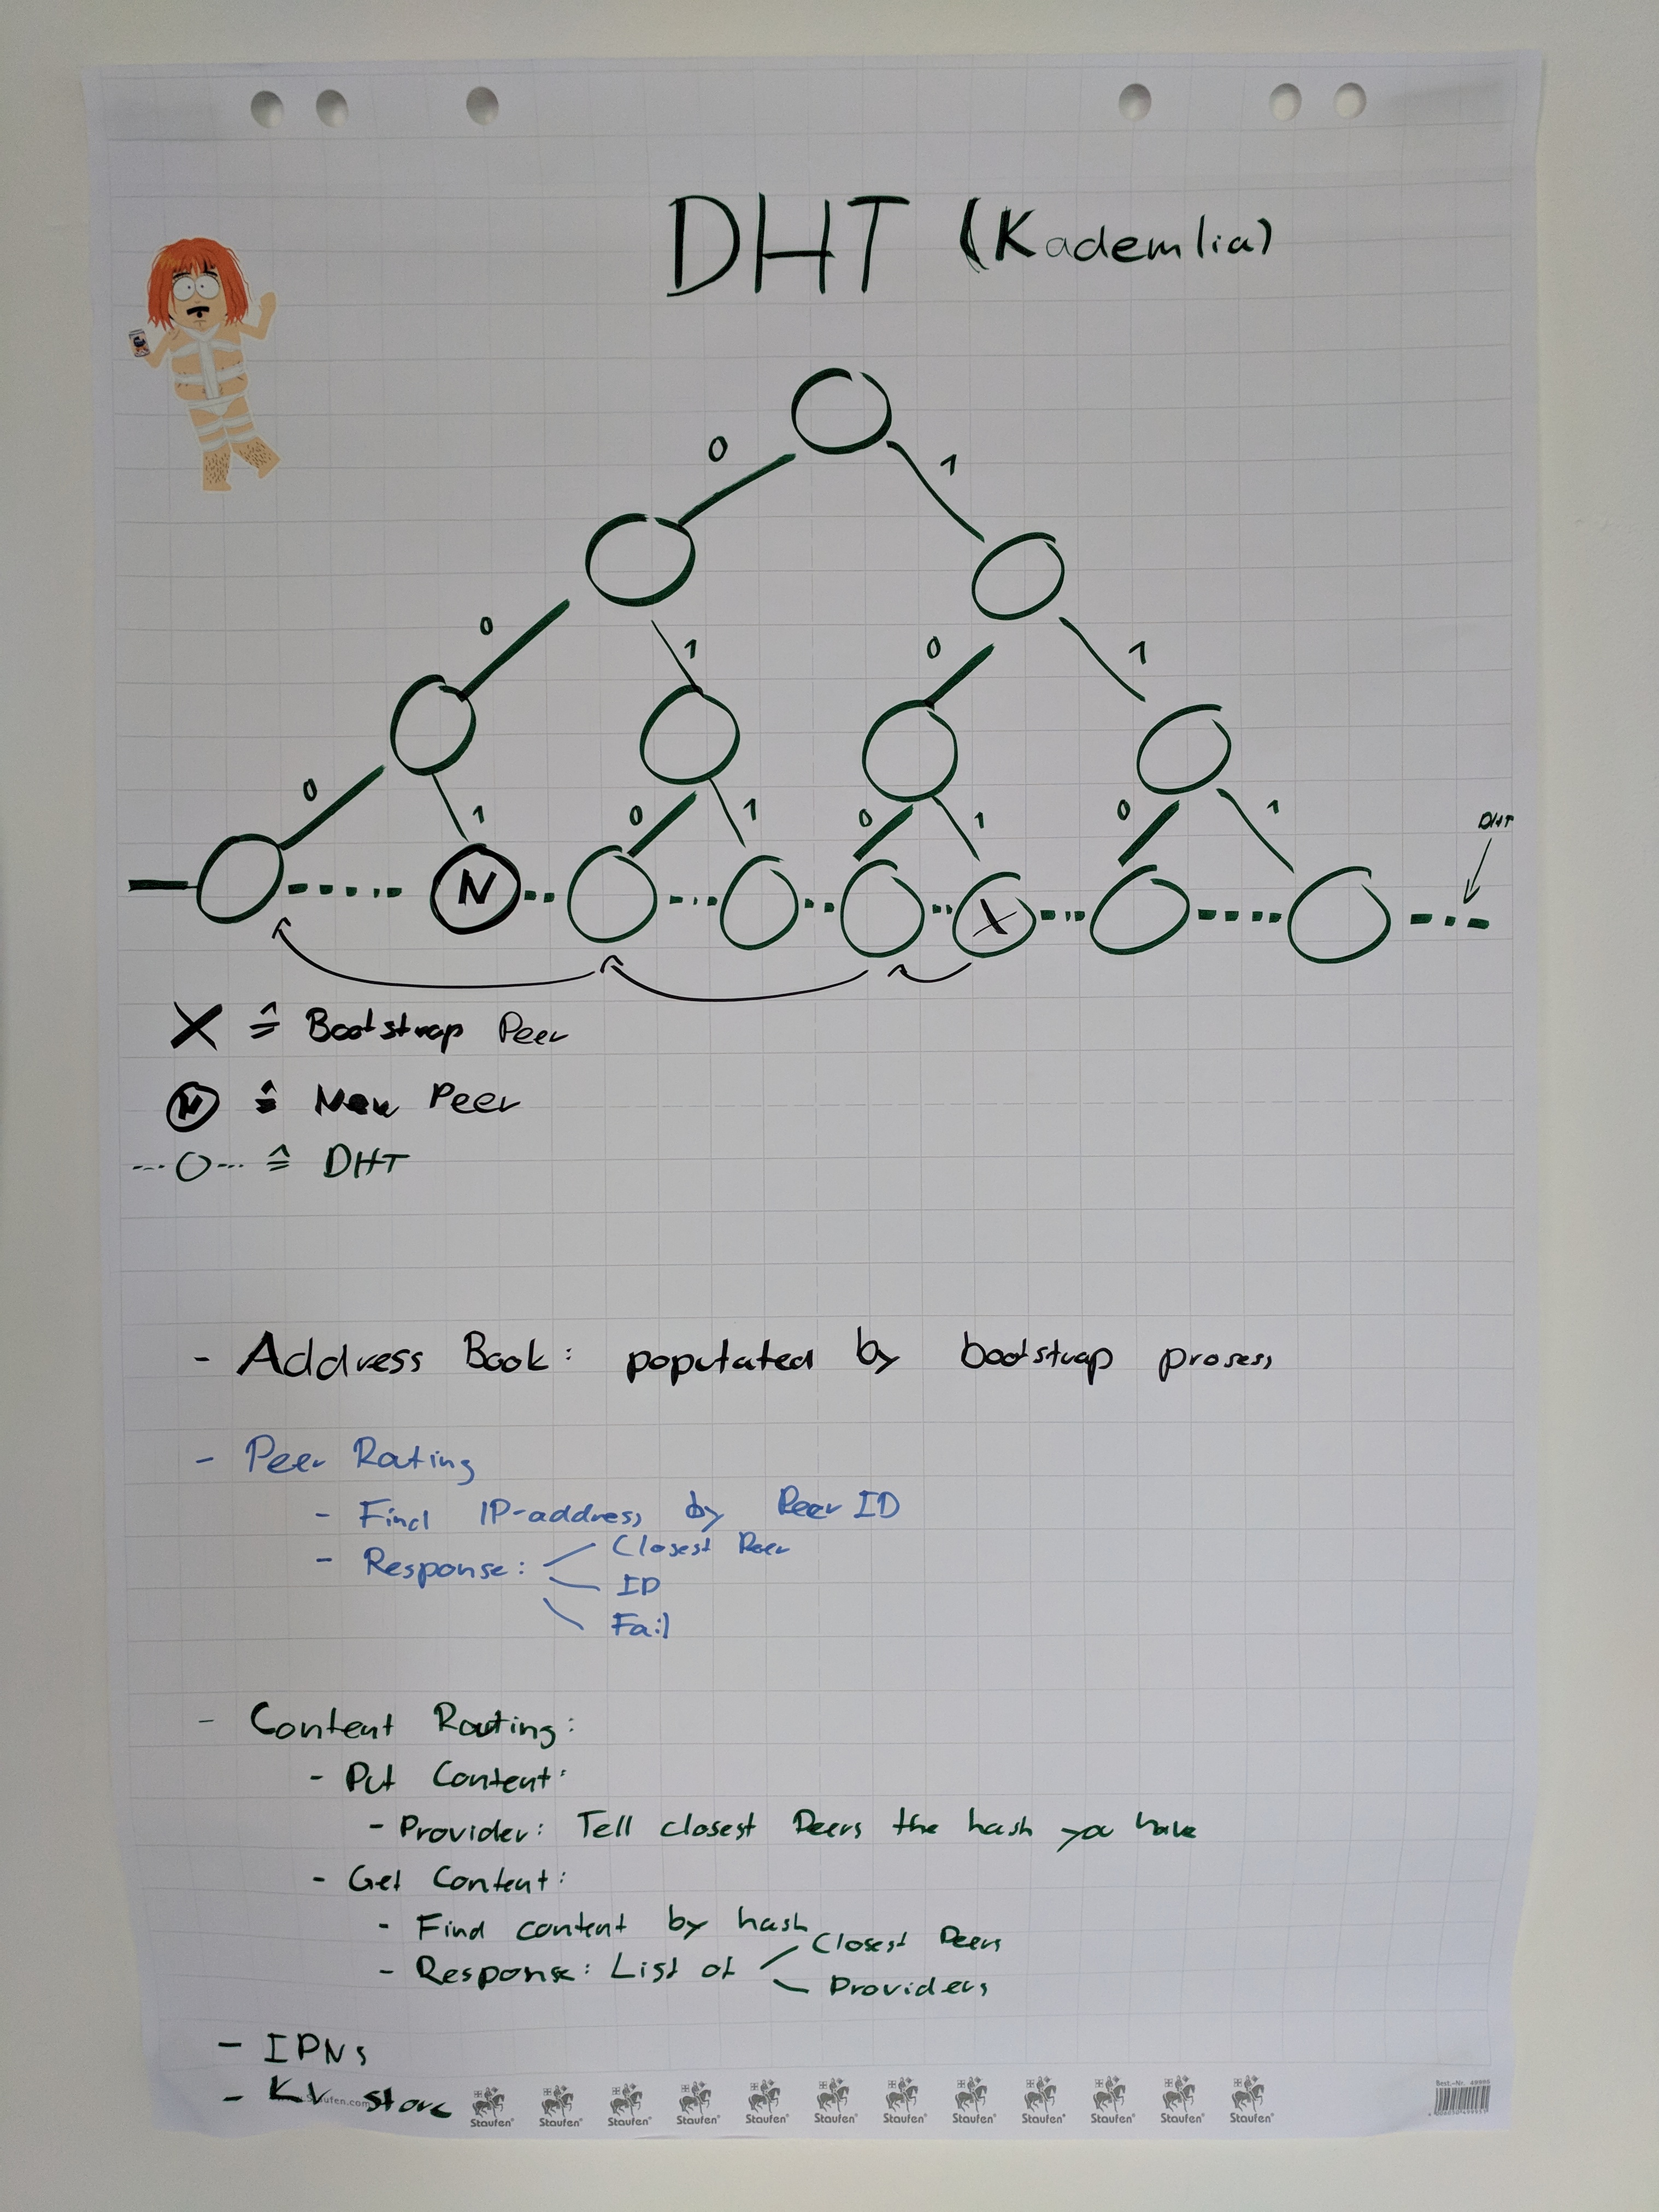 DHT (Kademlia)
0 1
0 1 0 1
0 1 0 1 0 1 0 1
DHT
N X
X ≙ Bootstrap Peer
N ≙ New Peer
---O--- ≙ DHT
- Address Book: populated by bootstrap proses,
- Peer Routing
- Find IP-address, by Peer ID
- Response: Closest Peer
ID
Fail
- Content Routing:
- Put Content:
- Provider: Tell closest Peers the hash you have
- Get Content:
- Find content by hash
- Response: List of Closest Peers
Providers
- IPNs
- KV store
Staufen® Staufen® Staufen® Staufen® Staufen® Staufen® Staufen® Staufen® Staufen® Staufen® Staufen® Staufen®
Best.-Nr. 49999